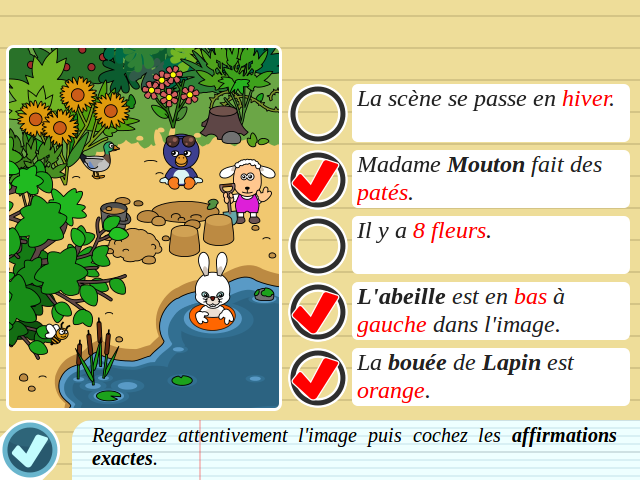 La scène se passe en hiver.
Madame Mouton fait des
patés.
Il y a 8 fleurs.
L'abeille est en bas à
gauche dans l'image.
La bouée de Lapin est
orange.
Regardez attentivement l'image puis cochez les affirmations
exactes.